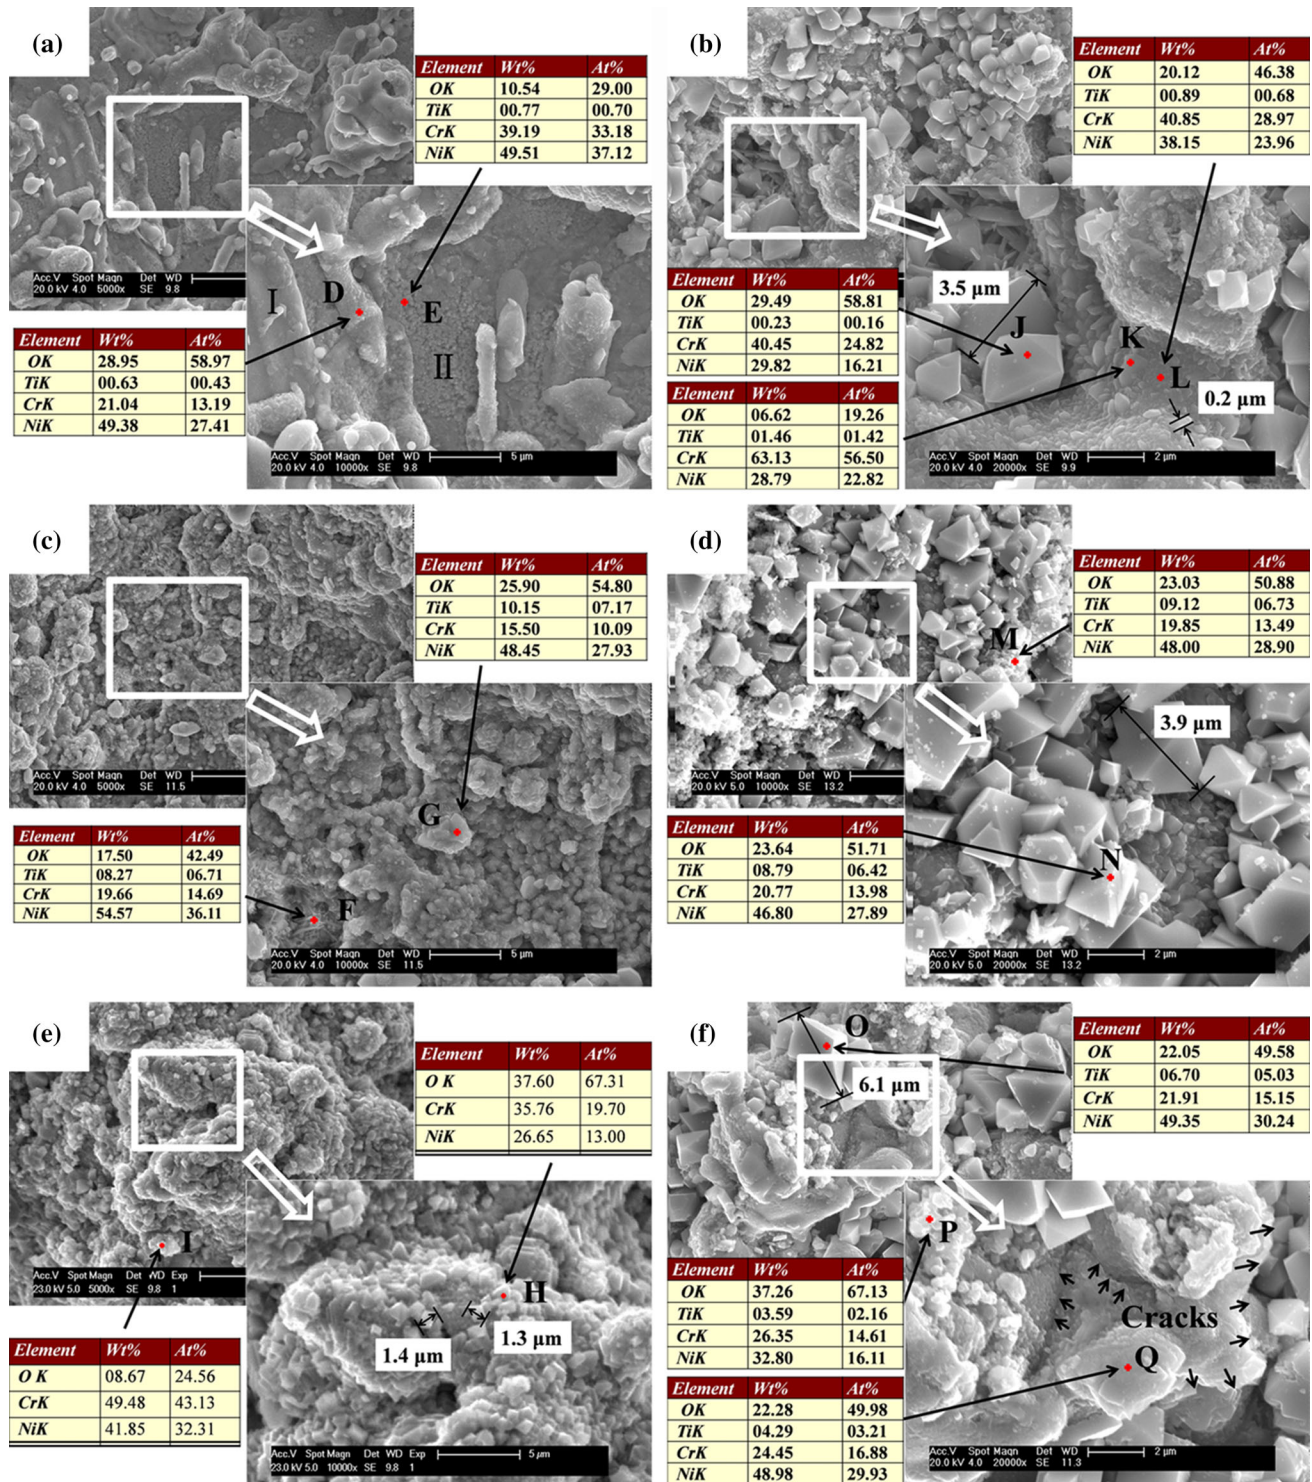 (a)
Element Wt% At%
OK 10.54 29.00
TiK 00.77 00.70
CrK 39.19 33.18
NiK 49.51 37.12
Acc.V Spot Magn Det WD
20.0 kV 4.0 5000x SE 9.8
I
D
E
II
Element Wt% At%
OK 28.95 58.97
TiK 00.63 00.43
CrK 21.04 13.19
NiK 49.38 27.41
Acc.V Spot Magn Det WD 5 µm
20.0 kV 4.0 10000x SE 9.8
(b)
Element Wt% At%
OK 20.12 46.38
TiK 00.89 00.68
CrK 40.85 28.97
NiK 38.15 23.96
Element Wt% At%
OK 29.49 58.81
TiK 00.23 00.16
CrK 40.45 24.82
NiK 29.82 16.21
Element Wt% At%
OK 06.62 19.26
TiK 01.46 01.42
CrK 63.13 56.50
NiK 28.79 22.82
3.5 µm
J
K
L
0.2 µm
Acc.V Spot Magn Det WD 2 µm
20.0 kV 4.0 20000x SE 9.9
(c)
Element Wt% At%
OK 25.90 54.80
TiK 10.15 07.17
CrK 15.50 10.09
NiK 48.45 27.93
Acc.V Spot Magn Det WD
20.0 kV 4.0 5000x SE 11.5
G
F
Element Wt% At%
OK 17.50 42.49
TiK 08.27 06.71
CrK 19.66 14.69
NiK 54.57 36.11
Acc.V Spot Magn Det WD 5 µm
20.0 kV 4.0 10000x SE 11.5
(d)
Element Wt% At%
OK 23.03 50.88
TiK 09.12 06.73
CrK 19.85 13.49
NiK 48.00 28.90
M
Acc.V Spot Magn Det WD
20.0 kV 5.0 10000x SE 13.2
3.9 µm
N
Element Wt% At%
OK 23.64 51.71
TiK 08.79 06.42
CrK 20.77 13.98
NiK 46.80 27.89
Acc.V Spot Magn Det WD 2 µm
20.0 kV 5.0 20000x SE 13.2
(e)
Element Wt% At%
O K 37.60 67.31
CrK 35.76 19.70
NiK 26.65 13.00
I
Acc.V Spot Magn Det WD Exp
23.0 kV 5.0 5000x SE 9.8 1
H
1.4 µm
1.3 µm
Element Wt% At%
O K 08.67 24.56
CrK 49.48 43.13
NiK 41.85 32.31
Acc.V Spot Magn Det WD Exp 5 µm
23.0 kV 5.0 10000x SE 9.8 1
(f)
O
6.1 µm
Element Wt% At%
OK 22.05 49.58
TiK 06.70 05.03
CrK 21.91 15.15
NiK 49.35 30.24
P
Cracks
Q
Element Wt% At%
OK 37.26 67.13
TiK 03.59 02.16
CrK 26.35 14.61
NiK 32.80 16.11
Element Wt% At%
OK 22.28 49.98
TiK 04.29 03.21
CrK 24.45 16.88
NiK 48.98 29.93
Acc.V Spot Magn Det WD 2 µm
20.0 kV 4.0 20000x SE 11.3